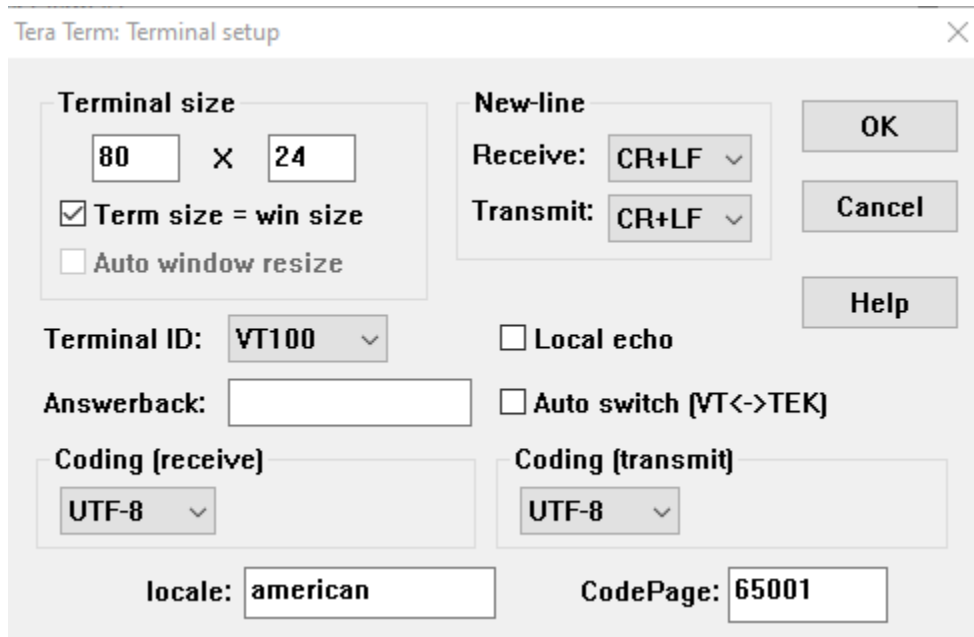 Tera Term: Terminal setup
Terminal size
80 X 24
Term size = win size
Auto window resize
New-line
Receive: CR+LF
Transmit: CR+LF
OK
Cancel
Help
Terminal ID: VT100
Local echo
Answerback:
Auto switch (VT<->TEK)
Coding (receive)
UTF-8
Coding (transmit)
UTF-8
locale: american
CodePage: 65001